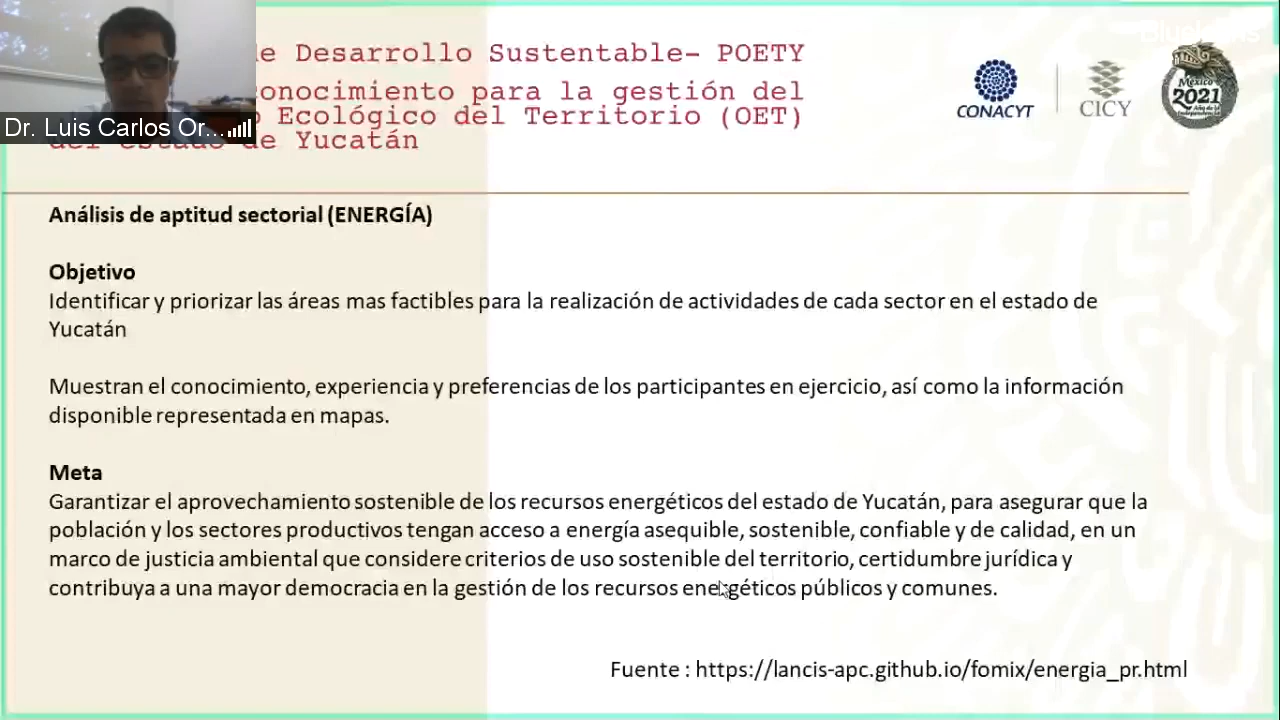 de Desarrollo Sustentable- POETY
onocimiento para la gestión del
Ecológico del Territorio (OET)
del estado de Yucatán
Dr. Luis Carlos Or...
CONACYT
CICY
México
2021
Análisis de aptitud sectorial (ENERGÍA)
Objetivo
Identificar y priorizar las áreas mas factibles para la realización de actividades de cada sector en el estado de
Yucatán
Muestran el conocimiento, experiencia y preferencias de los participantes en ejercicio, así como la información
disponible representada en mapas.
Meta
Garantizar el aprovechamiento sostenible de los recursos energéticos del estado de Yucatán, para asegurar que la
población y los sectores productivos tengan acceso a energía asequible, sostenible, confiable y de calidad, en un
marco de justicia ambiental que considere criterios de uso sostenible del territorio, certidumbre jurídica y
contribuya a una mayor democracia en la gestión de los recursos energéticos públicos y comunes.
Fuente : https://lancis-apc.github.io/fomix/energia_pr.html